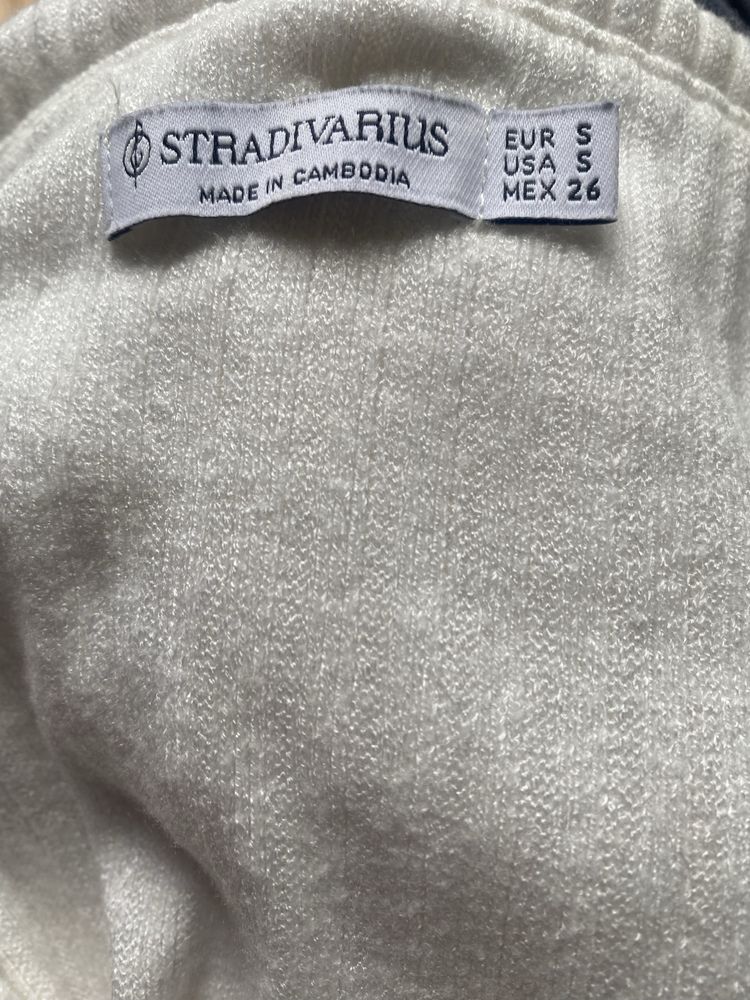 STRADIVARIUS
MADE IN CAMBODIA
EUR S
USA S
MEX 26